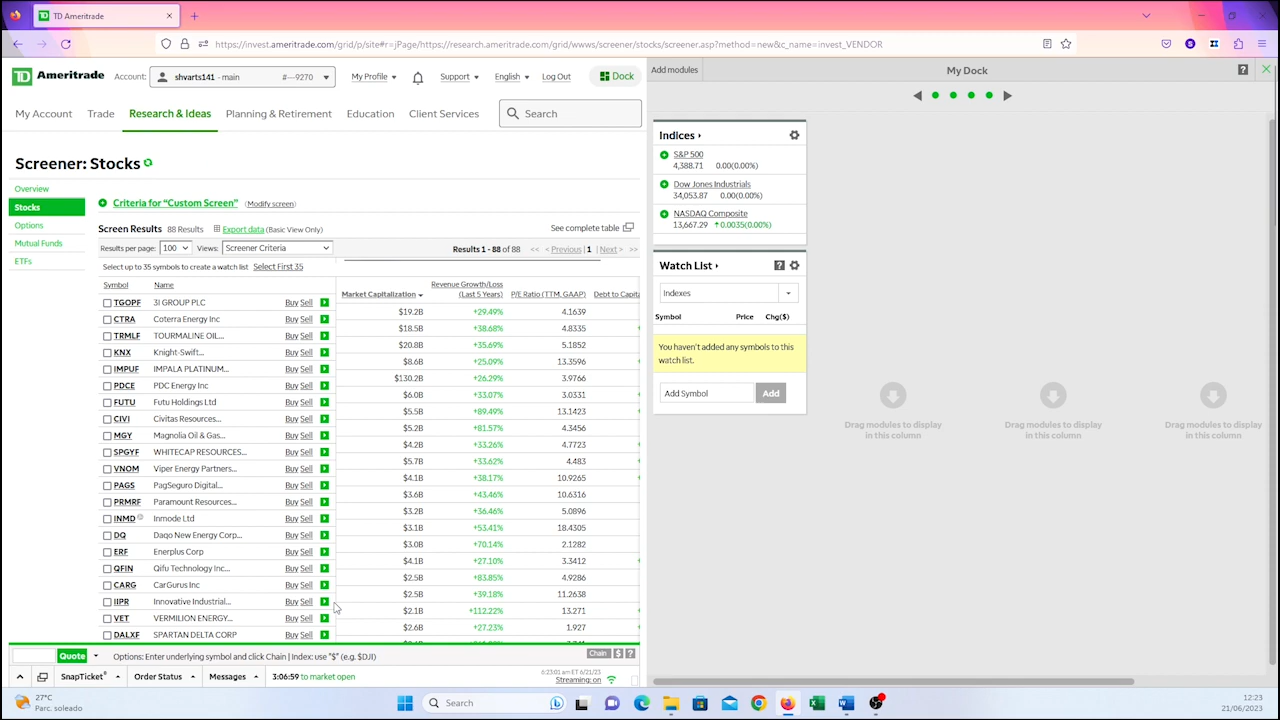 TD Ameritrade
https://invest.ameritrade.com/grid/p/site#r=jPage/https://research.ameritrade.com/grid/wwws/screener/stocks/screener.asp?method=new&c_name=invest_VENDOR
TD Ameritrade Account: shvarts141 - main #---9270 My Profile Support English Log Out Dock
My Account Trade Research & Ideas Planning & Retirement Education Client Services Search
Screener: Stocks
Overview
Stocks
Options
Mutual Funds
ETFs
Criteria for "Custom Screen" (Modify screen)
Screen Results 88 Results Export data (Basic View Only) See complete table
Results per page: 100 Views: Screener Criteria Results 1 - 88 of 88 << < Previous | 1 | Next > >>
Select up to 35 symbols to create a watch list Select First 35
Symbol Name Market Capitalization Revenue Growth/Loss (Last 5 Years) P/E Ratio (TTM, GAAP) Debt to Capita
TGOPF 3I GROUP PLC Buy Sell $19.2B +29.49% 4.1639
CTRA Coterra Energy Inc Buy Sell $18.5B +38.68% 4.8335
TRMLF TOURMALINE OIL... Buy Sell $20.8B +35.69% 5.1852
KNX Knight-Swift... Buy Sell $8.6B +25.09% 13.3596
IMPUF IMPALA PLATINUM... Buy Sell $130.2B +26.29% 3.9766
PDCE PDC Energy Inc Buy Sell $6.0B +33.07% 3.0331
FUTU Futu Holdings Ltd Buy Sell $5.5B +89.49% 13.1423
CIVI Civitas Resources... Buy Sell $5.2B +81.57% 4.3456
MGY Magnolia Oil & Gas... Buy Sell $4.2B +33.26% 4.7723
SPGYF WHITECAP RESOURCES... Buy Sell $5.7B +33.62% 4.483
VNOM Viper Energy Partners... Buy Sell $4.1B +38.17% 10.9265
PAGS PagSeguro Digital... Buy Sell $3.6B +43.46% 10.6316
PRMRF Paramount Resources... Buy Sell $3.2B +36.46% 5.0896
INMD Inmode Ltd Buy Sell $3.1B +53.41% 18.4305
DQ Daqo New Energy Corp... Buy Sell $3.0B +70.14% 2.1282
ERF Enerplus Corp Buy Sell $4.1B +27.10% 3.3412
QFIN Qifu Technology Inc... Buy Sell $2.5B +83.85% 4.9286
CARG CarGurus Inc Buy Sell $2.5B +39.18% 11.2638
IIPR Innovative Industrial... Buy Sell $2.1B +112.22% 13.271
VET VERMILION ENERGY... Buy Sell $2.6B +27.23% 1.927
DALXF SPARTAN DELTA CORP Buy Sell
Quote Options: Enter underlying symbol and click Chain | Index: use "$" (e.g. $DJI) Chain $ ?
SnapTicket® Order Status Messages 3:06:59 to market open 6:23:01 am ET 6/21/23
Streaming: on
Add modules My Dock ?
Indices
S&P 500
4,388.71 0.00(0.00%)
Dow Jones Industrials
34,053.87 0.00(0.00%)
NASDAQ Composite
13,667.29 0.0035(0.00%)
Watch List ?
Indexes
Symbol Price Chg($)
You haven't added any symbols to this
watch list.
Add Symbol Add
Drag modules to display
in this column
Drag modules to display
in this column
Drag modules to display
in this column
27°C
Parc. soleado
Search
12:23
21/06/2023